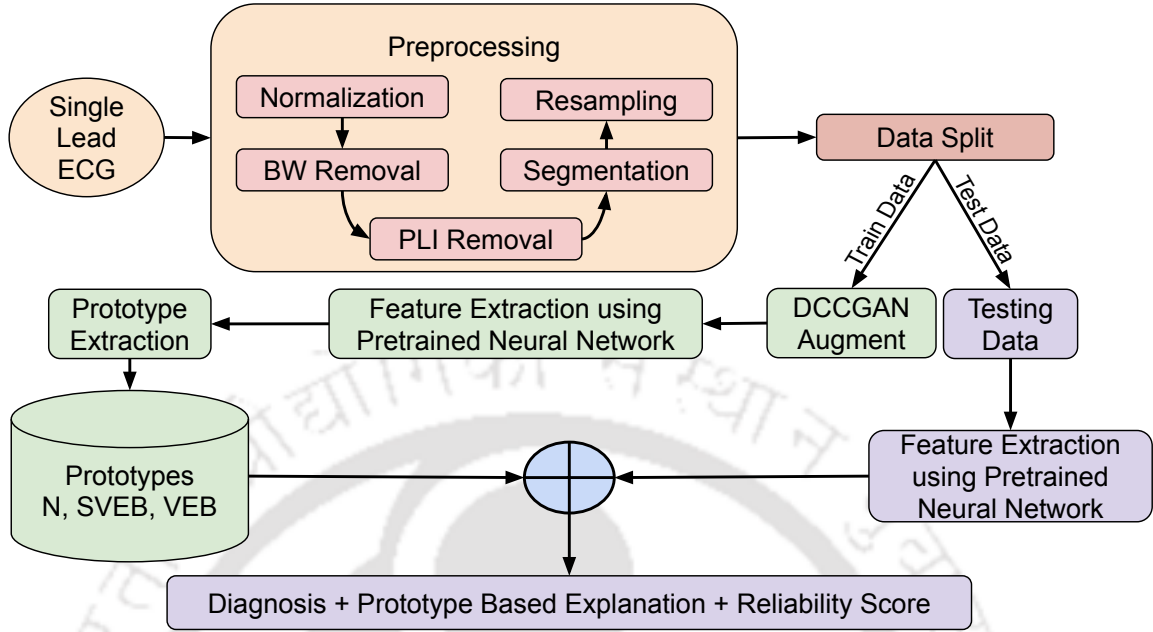 Preprocessing
Single
Lead
ECG
Normalization
BW Removal
PLI Removal
Segmentation
Resampling
Data Split
Train Data
Test Data
DCCGAN
Augment
Testing
Data
Feature Extraction using
Pretrained Neural Network
Prototype
Extraction
Prototypes
N, SVEB, VEB
Feature Extraction
using Pretrained
Neural Network
Diagnosis + Prototype Based Explanation + Reliability Score